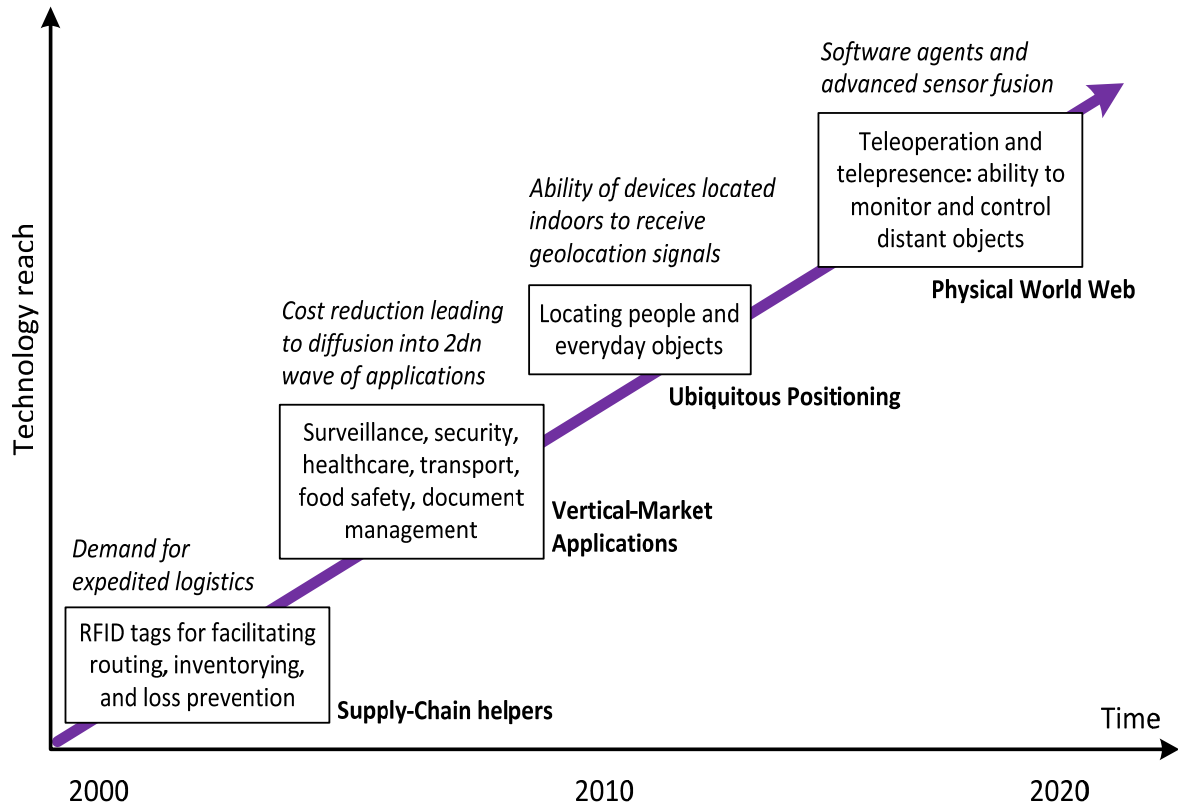 Software agents and
advanced sensor fusion
Teleoperation and
telepresence: ability to
monitor and control
distant objects
Physical World Web
Ability of devices located
indoors to receive
geolocation signals
Locating people and
everyday objects
Ubiquitous Positioning
Cost reduction leading
to diffusion into 2dn
wave of applications
Surveillance, security,
healthcare, transport,
food safety, document
management
Vertical-Market
Applications
Demand for
expedited logistics
RFID tags for facilitating
routing, inventorying,
and loss prevention
Supply-Chain helpers
Technology reach
Time
2000
2010
2020